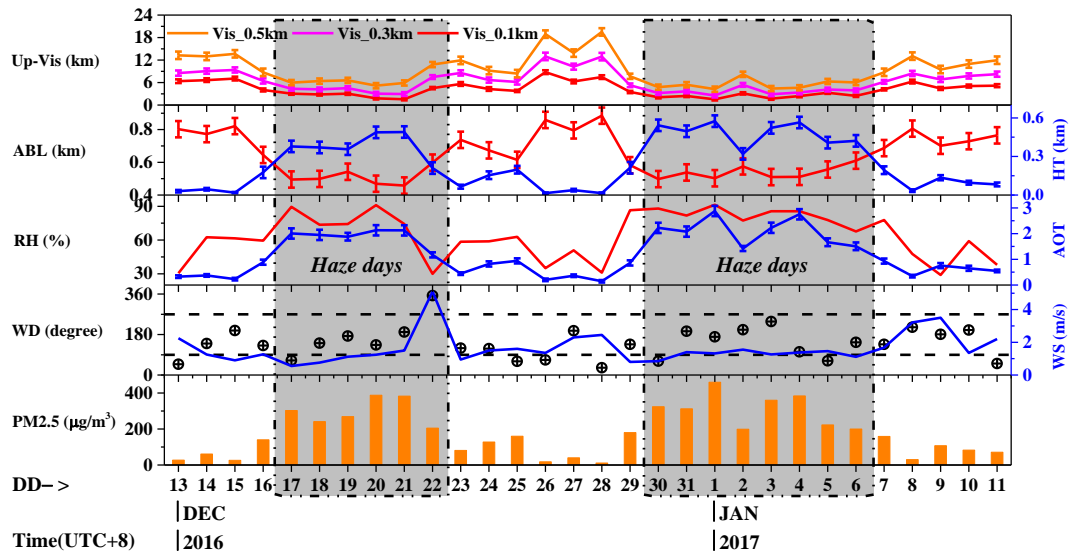 24
18
12
6
0
Up-Vis (km)
Vis_0.5km Vis_0.3km Vis_0.1km
0.8
0.6
0.4
ABL (km)
0.6
0.3
0.0
HT (km)
90
60
30
RH (%)
Haze days Haze days
3
2
1
0
AOT
360
180
0
WD (degree)
5
4
3
2
1
0
WS (m/s)
400
200
0
PM2.5 (μg/m³)
DD– > 13 14 15 16 17 18 19 20 21 22 23 24 25 26 27 28 29 30 31 1 2 3 4 5 6 7 8 9 10 11
DEC JAN
Time(UTC+8) 2016 2017